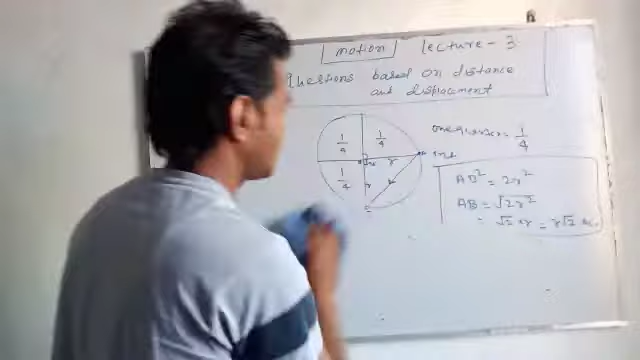 motion lecture - 3
Questions based on distance
and displacement
1/4 1/4
one quarter = 1/4
r
1/4 r
AB² = 2r²
AB = √2r²
= √2 × r = r√2